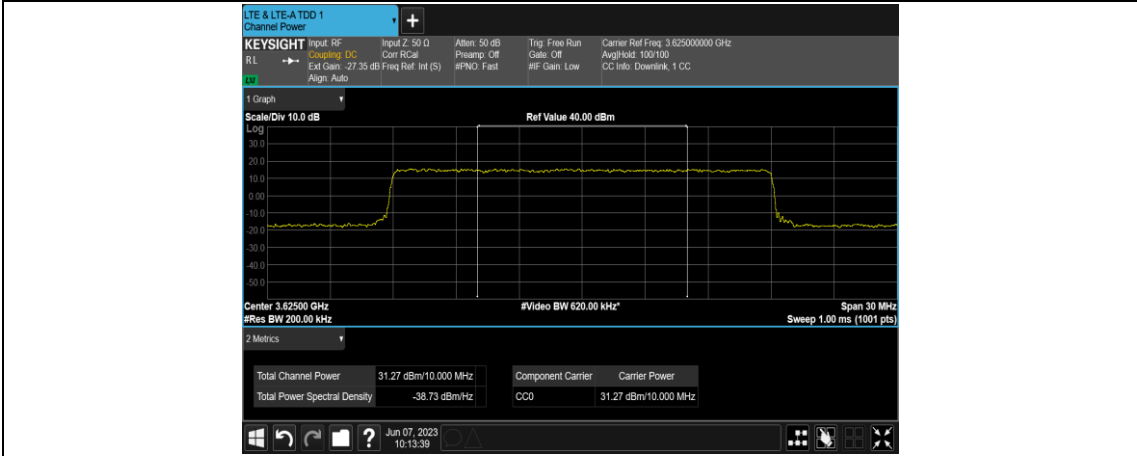 LTE & LTE-A TDD 1
Channel Power
KEYSIGHT Input: RF Input Z: 50 Ω Atten: 50 dB Trig: Free Run Carrier Ref Freq: 3.625000000 GHz
RL Coupling: DC Corr RCal Preamp: Off Gate: Off Avg|Hold: 100/100
Ext Gain: -27.35 dB Freq Ref: Int (S) #PNO: Fast #IF Gain: Low CC Info: Downlink, 1 CC
LXI Align: Auto
1 Graph
Scale/Div 10.0 dB Ref Value 40.00 dBm
Log
30.0
20.0
10.0
0.00
-10.0
-20.0
-30.0
-40.0
-50.0
Center 3.62500 GHz #Video BW 620.00 kHz* Span 30 MHz
#Res BW 200.00 kHz Sweep 1.00 ms (1001 pts)
2 Metrics
Total Channel Power 31.27 dBm/10.000 MHz Component Carrier Carrier Power
Total Power Spectral Density -38.73 dBm/Hz CC0 31.27 dBm/10.000 MHz
? Jun 07, 2023
10:13:39